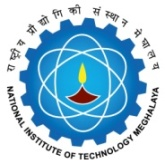 राष्ट्रीय प्रौद्योगिकी संस्थान मेघालय
NATIONAL INSTITUTE OF TECHNOLOGY MEGHALAYA